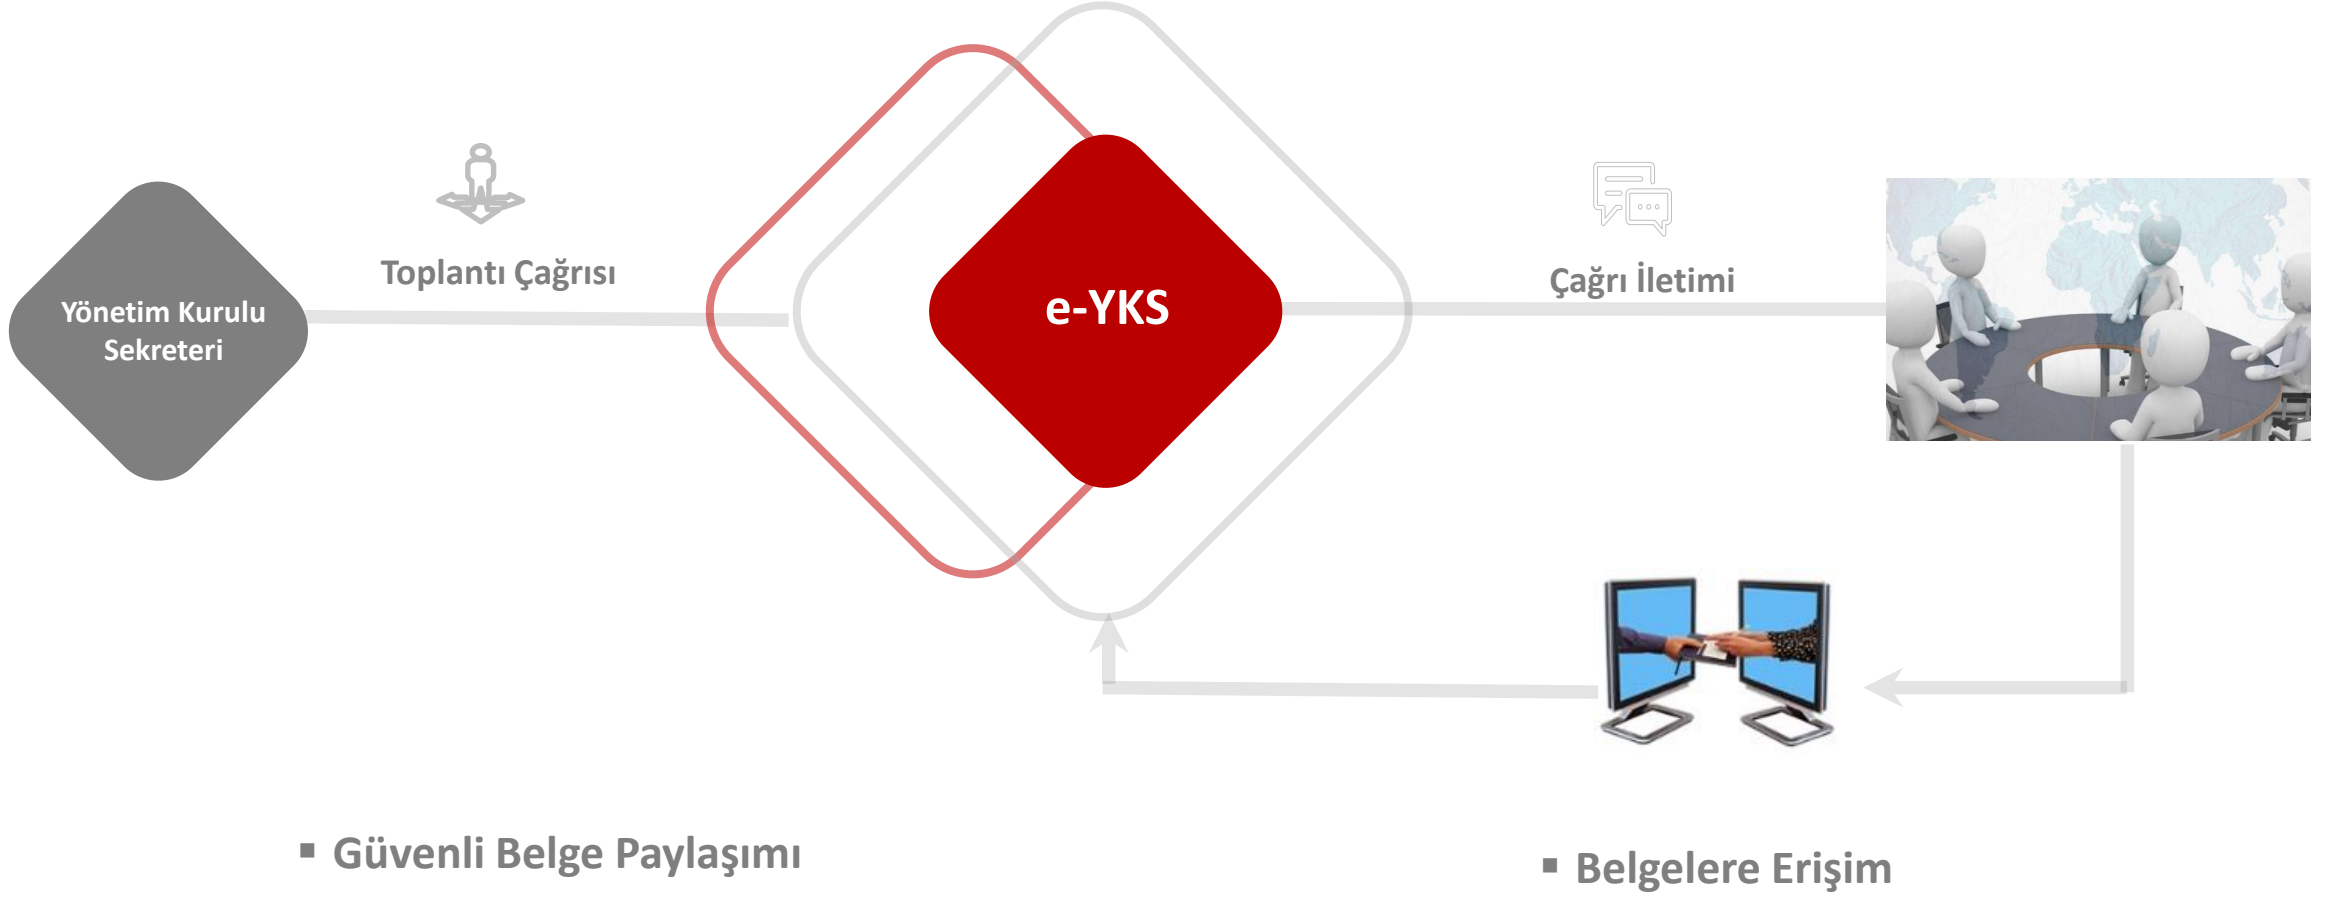 Toplantı Çağrısı
Çağrı İletimi
Yönetim Kurulu
Sekreteri
e-YKS
▪ Güvenli Belge Paylaşımı
▪ Belgelere Erişim